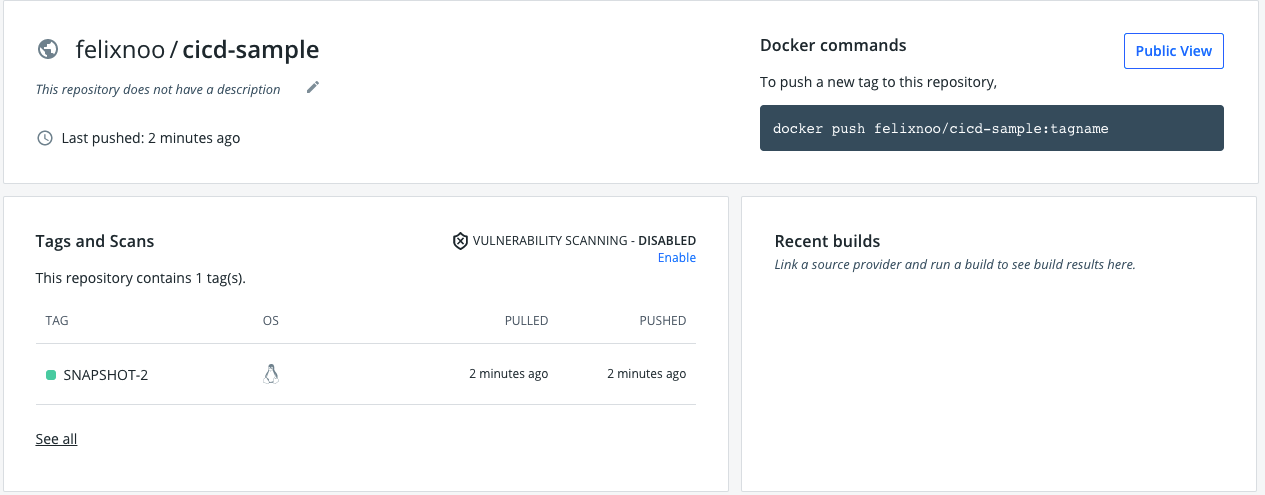 felixnoo / cicd-sample
This repository does not have a description
Last pushed: 2 minutes ago
Docker commands
Public View
To push a new tag to this repository,
docker push felixnoo/cicd-sample:tagname
Tags and Scans
VULNERABILITY SCANNING - DISABLED
Enable
This repository contains 1 tag(s).
TAG OS PULLED PUSHED
SNAPSHOT-2 2 minutes ago 2 minutes ago
See all
Recent builds
Link a source provider and run a build to see build results here.